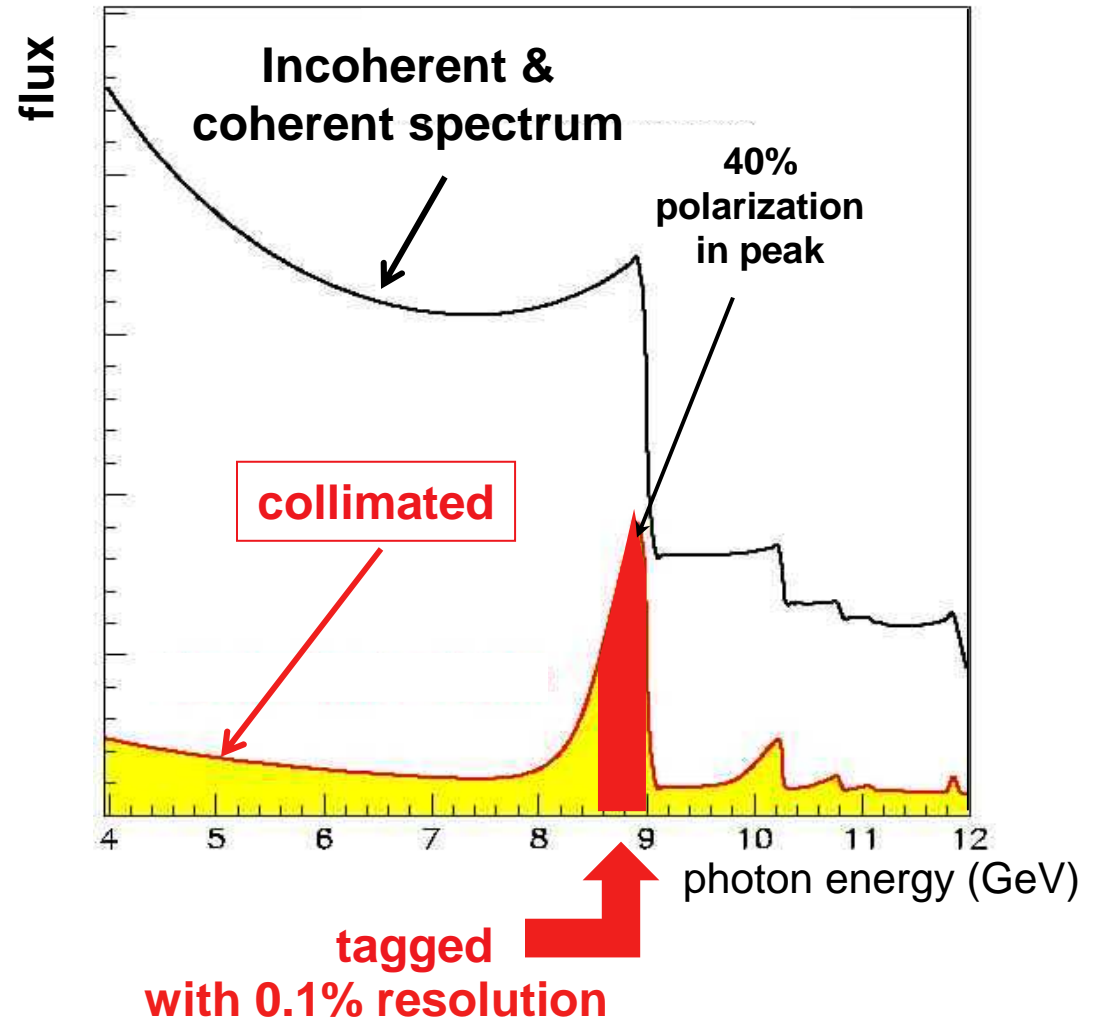 flux
Incoherent &
coherent spectrum
40%
polarization
in peak
collimated
4 5 6 7 8 9 10 11 12
photon energy (GeV)
tagged
with 0.1% resolution